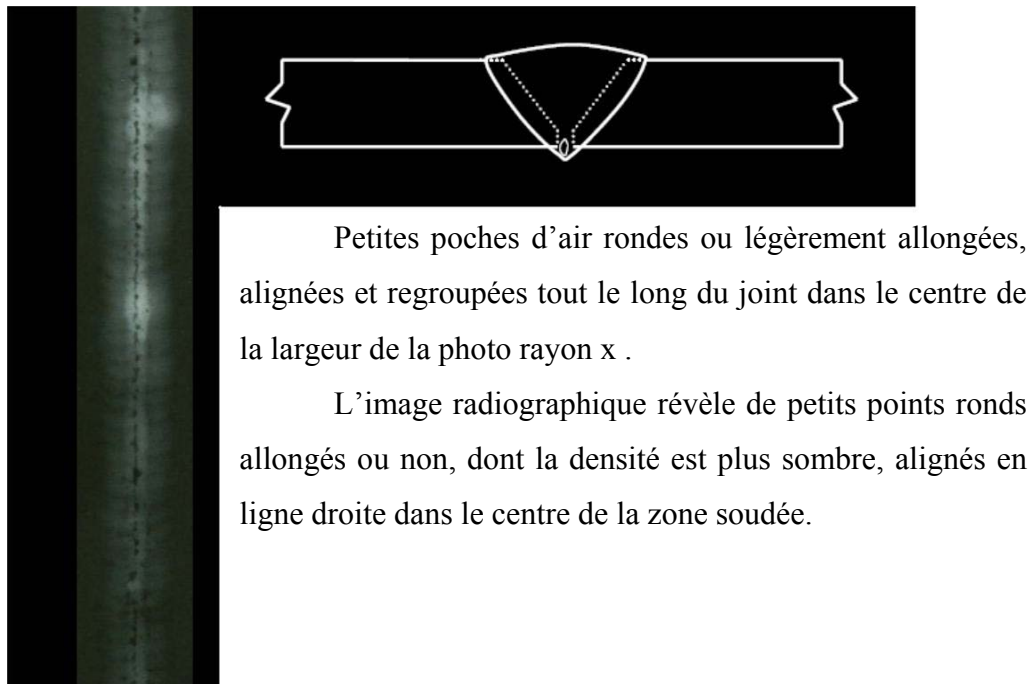 Petites poches d’air rondes ou légèrement allongées,
alignées et regroupées tout le long du joint dans le centre de
la largeur de la photo rayon x .
L’image radiographique révèle de petits points ronds
allongés ou non, dont la densité est plus sombre, alignés en
ligne droite dans le centre de la zone soudée.